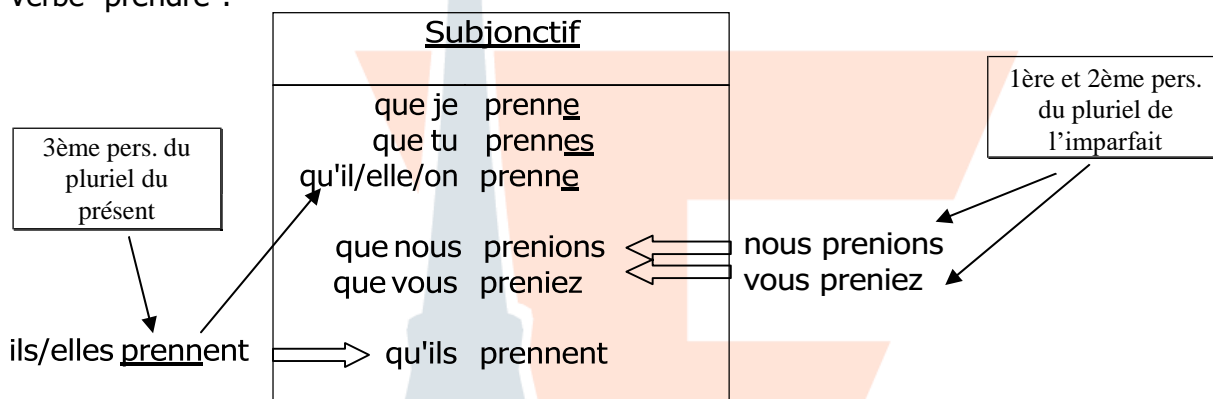 verbe "prendre".
Subjonctif
1ère et 2ème pers.
du pluriel de
l'imparfait
3ème pers. du
pluriel du
présent
que je prenne
que tu prennes
qu'il/elle/on prenne
que nous prenions
que vous preniez
nous prenions
vous preniez
ils/elles prennent
qu'ils prennent